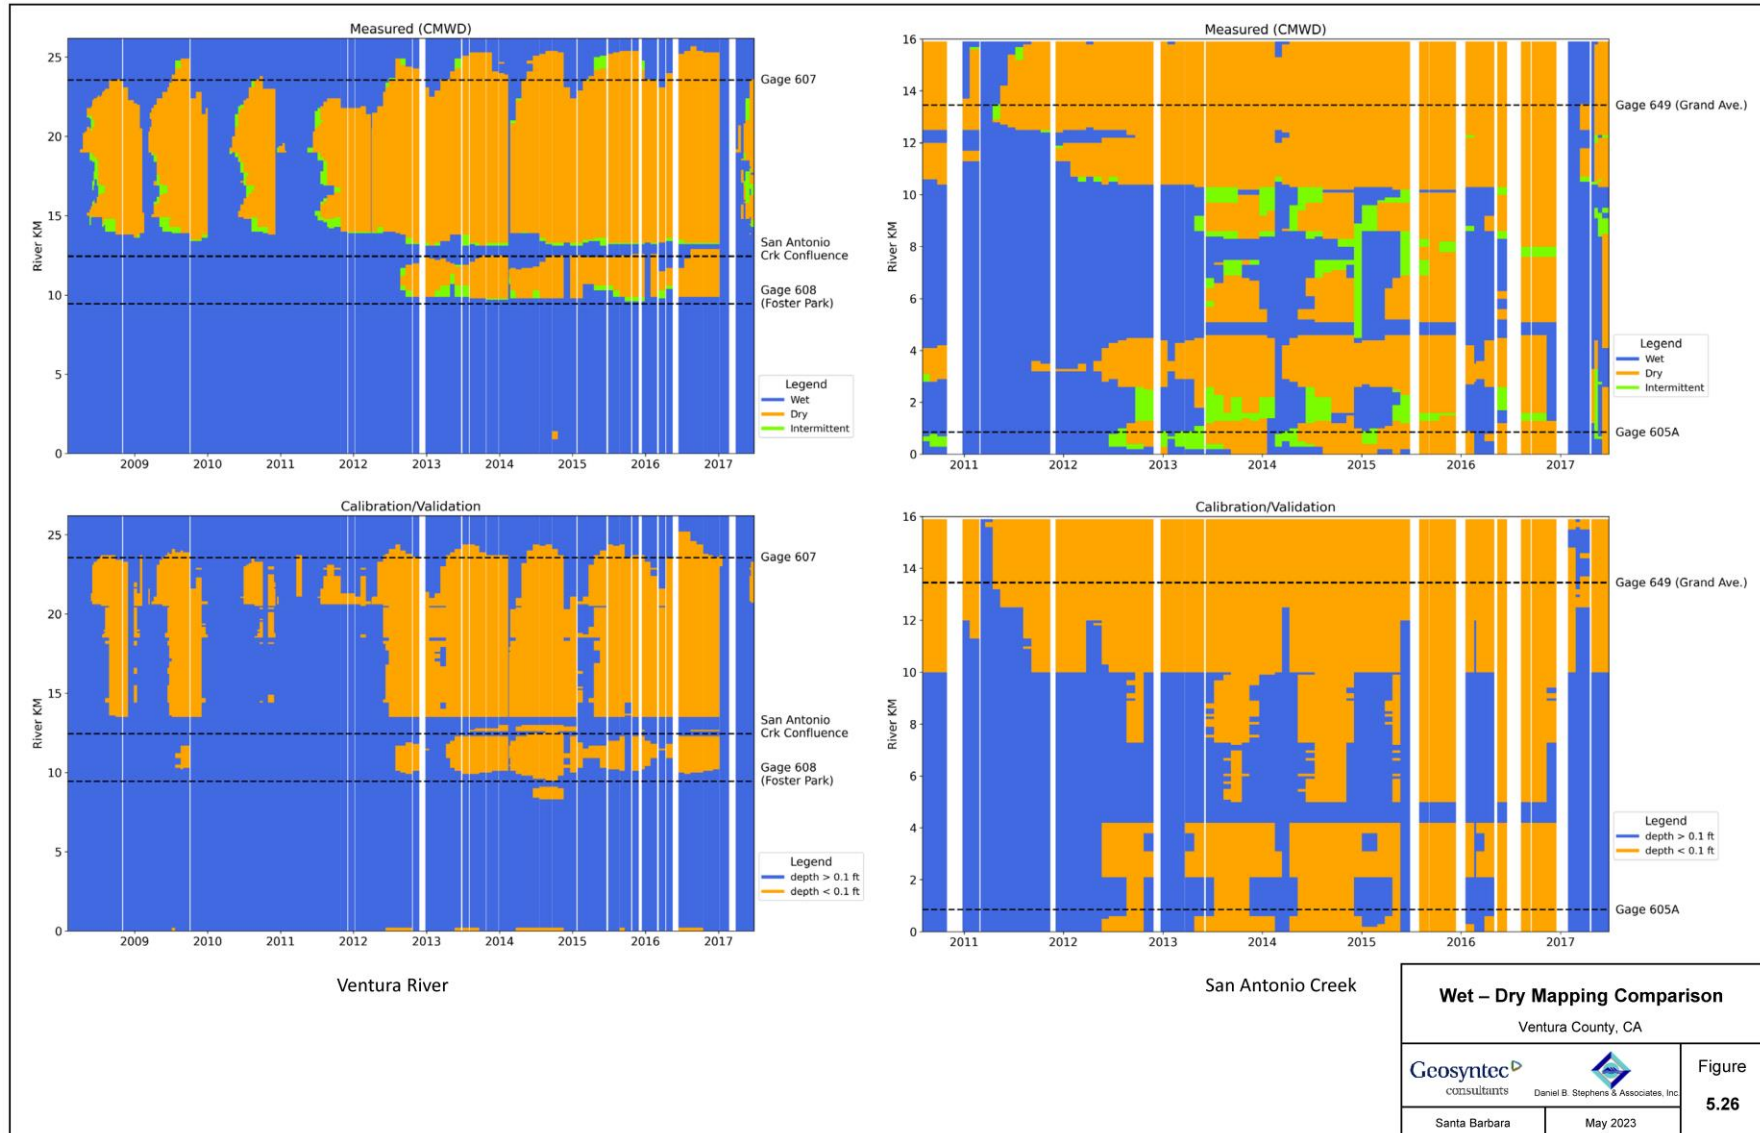 Measured (CMWD)
25
20
15
10
5
0
River KM
2009 2010 2011 2012 2013 2014 2015 2016 2017
Gage 607
San Antonio
Crk Confluence
Gage 608
(Foster Park)
Legend
Wet
Dry
Intermittent
Measured (CMWD)
16
14
12
10
8
6
4
2
0
River KM
2011 2012 2013 2014 2015 2016 2017
Gage 649 (Grand Ave.)
Legend
Wet
Dry
Intermittent
Gage 605A
Calibration/Validation
25
20
15
10
5
0
River KM
2009 2010 2011 2012 2013 2014 2015 2016 2017
Gage 607
San Antonio
Crk Confluence
Gage 608
(Foster Park)
Legend
depth > 0.1 ft
depth < 0.1 ft
Calibration/Validation
16
14
12
10
8
6
4
2
0
River KM
2011 2012 2013 2014 2015 2016 2017
Gage 649 (Grand Ave.)
Legend
depth > 0.1 ft
depth < 0.1 ft
Gage 605A
Ventura River
San Antonio Creek
Wet – Dry Mapping Comparison
Ventura County, CA
Geosyntec
consultants
Daniel B. Stephens & Associates, Inc.
Figure
5.26
Santa Barbara
May 2023